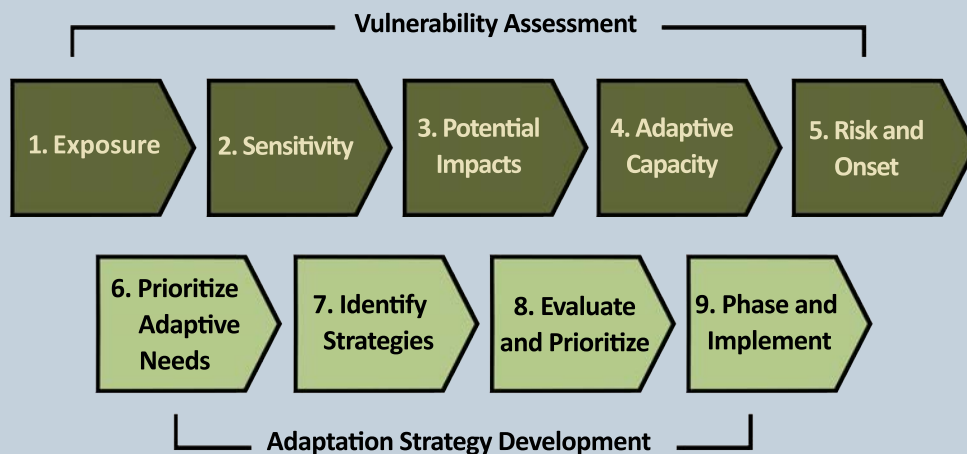 Vulnerability Assessment
1. Exposure
2. Sensitivity
3. Potential
Impacts
4. Adaptive
Capacity
5. Risk and
Onset
6. Prioritize
Adaptive
Needs
7. Identify
Strategies
8. Evaluate
and Prioritize
9. Phase and
Implement
Adaptation Strategy Development